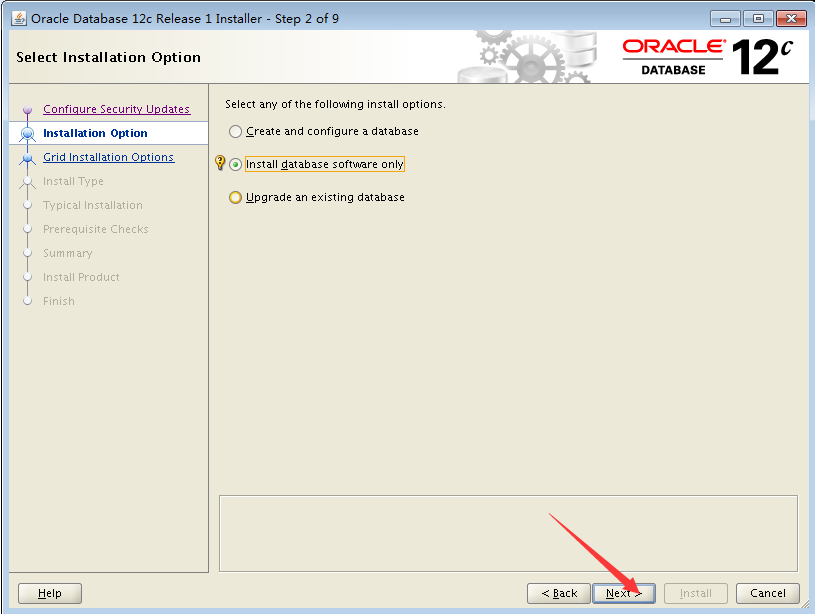 Oracle Database 12c Release 1 Installer - Step 2 of 9
Select Installation Option
ORACLE®
DATABASE
12c
Configure Security Updates
Installation Option
Grid Installation Options
Install Type
Typical Installation
Prerequisite Checks
Summary
Install Product
Finish
Select any of the following install options.
Create and configure a database
Install database software only
Upgrade an existing database
Help
< Back
Next >
Install
Cancel